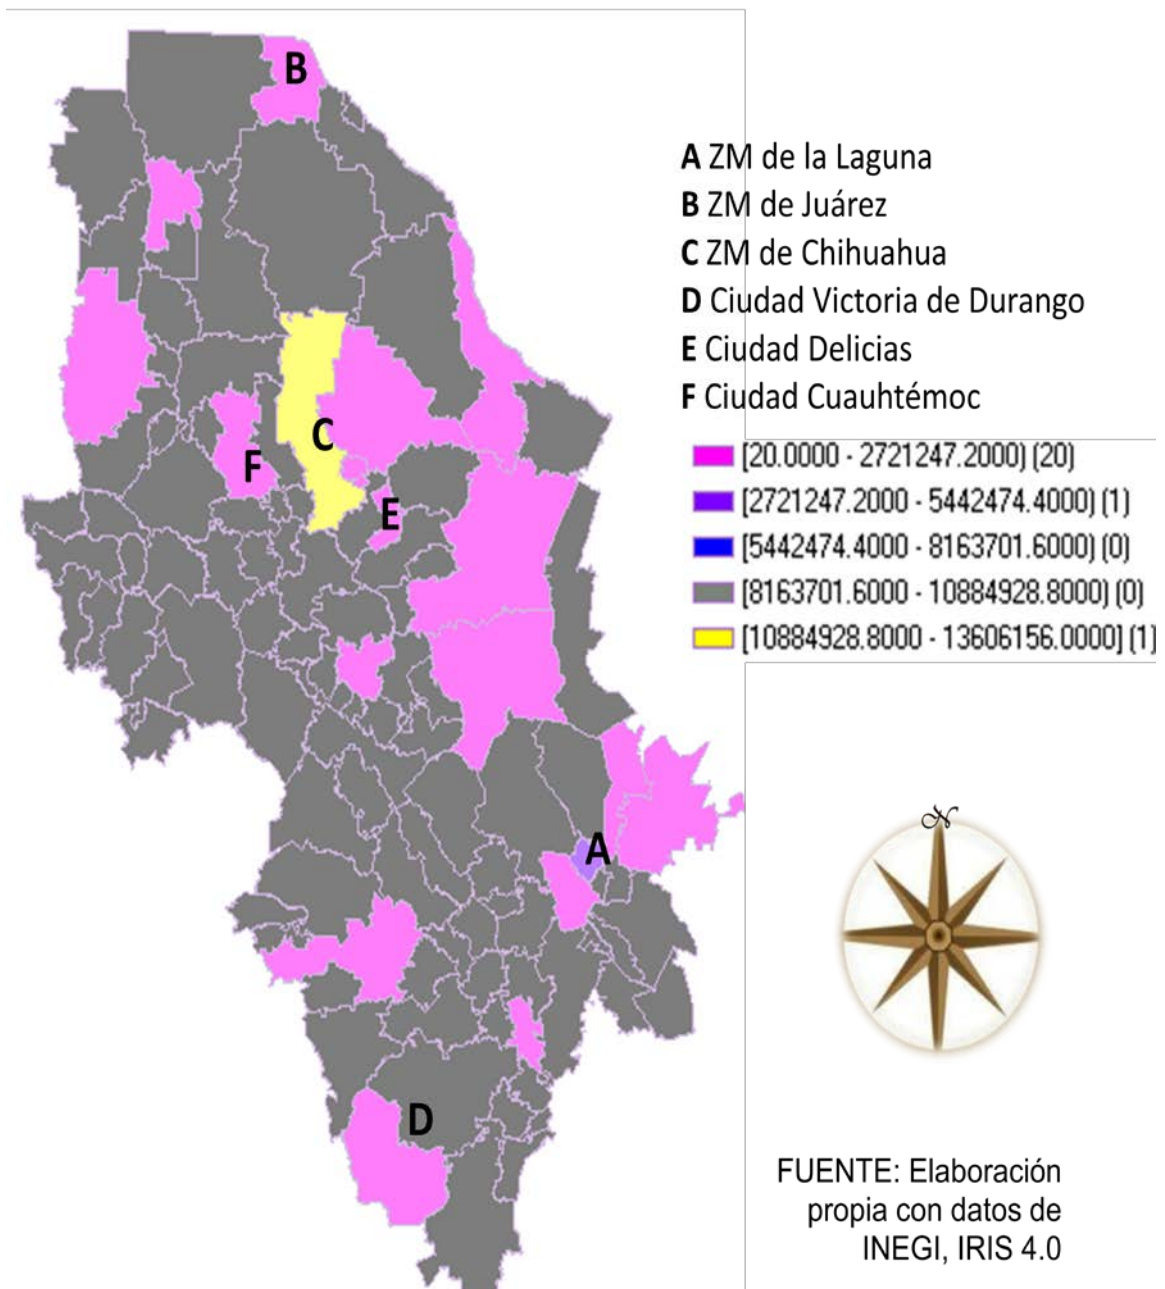 B
A ZM de la Laguna
B ZM de Juárez
C ZM de Chihuahua
D Ciudad Victoria de Durango
E Ciudad Delicias
F Ciudad Cuauhtémoc
C
F
E
[20.0000 - 2721247.2000) (20)
[2721247.2000 - 5442474.4000) (1)
[5442474.4000 - 8163701.6000) (0)
[8163701.6000 - 10884928.8000) (0)
[10884928.8000 - 13606156.0000] (1)
N
A
D
FUENTE: Elaboración
propia con datos de
INEGI, IRIS 4.0